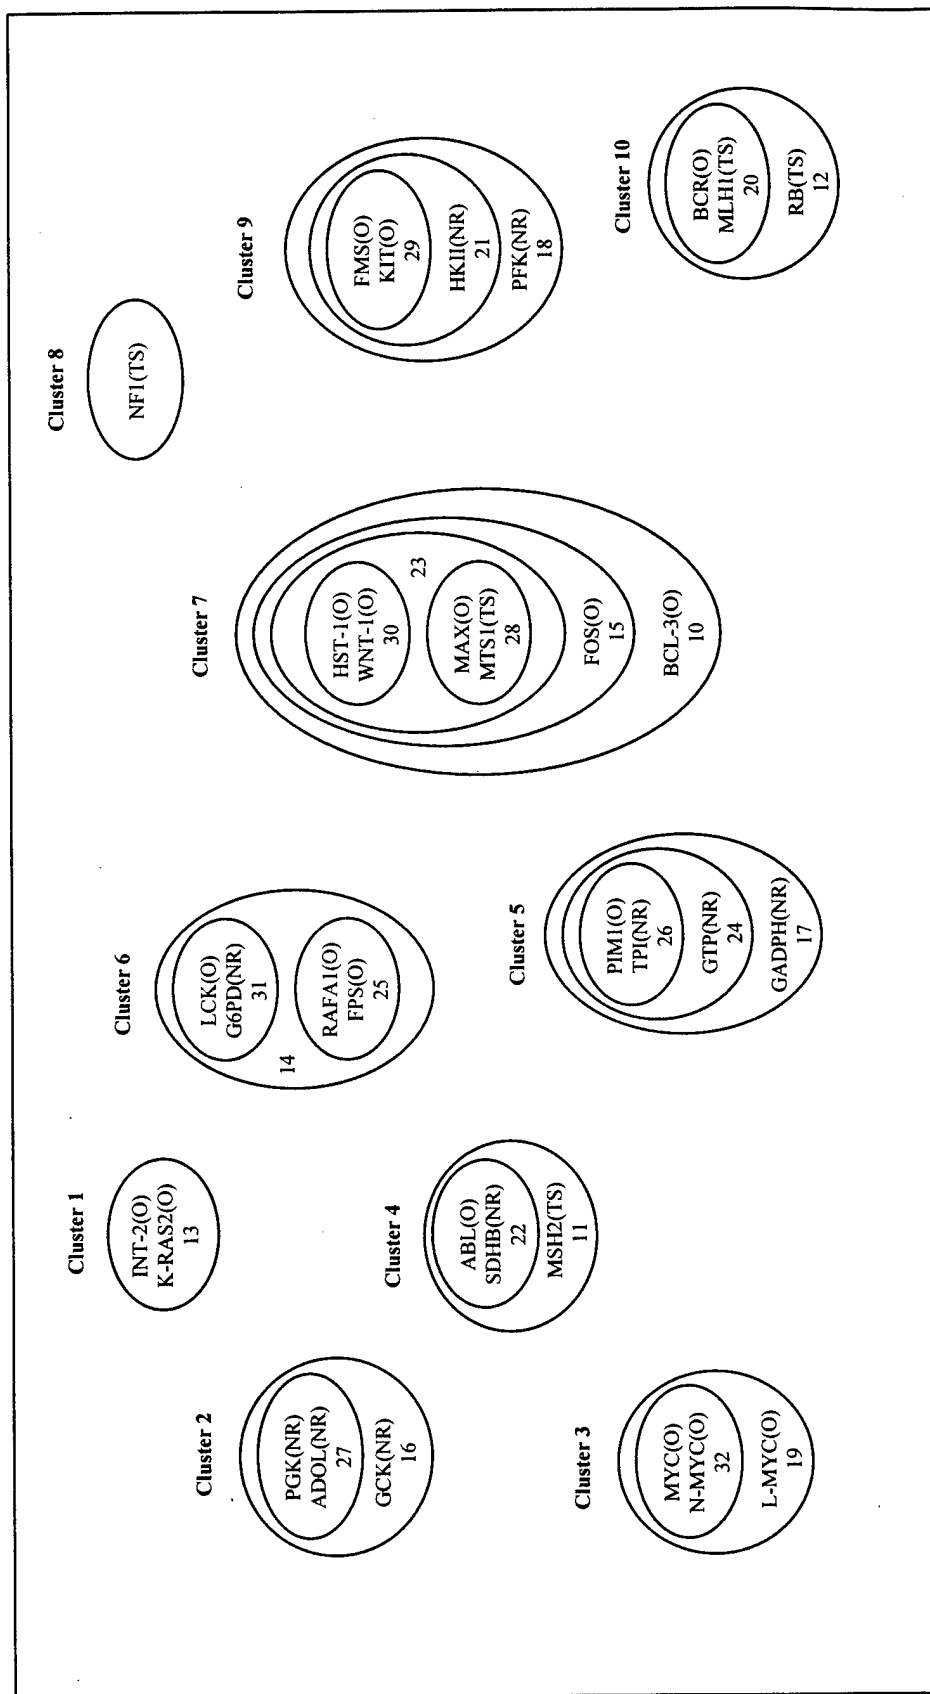 Cluster 1
INT-2(O)
K-RAS2(O)
13
Cluster 2
PGK(NR)
ADOL(NR)
27
GCK(NR)
16
Cluster 3
MYC(O)
N-MYC(O)
32
L-MYC(O)
19
Cluster 4
ABL(O)
SDHB(NR)
22
MSH2(TS)
11
Cluster 5
PIM1(O)
TPI(NR)
26
GTP(NR)
24
GADPH(NR)
17
Cluster 6
LCK(O)
G6PD(NR)
31
14
RAFA1(O)
FPS(O)
25
Cluster 7
HST-1(O)
WNT-1(O)
30
23
MAX(O)
MTS1(TS)
28
FOS(O)
15
BCL-3(O)
10
Cluster 8
NF1(TS)
Cluster 9
FMS(O)
KIT(O)
29
HKII(NR)
21
PFK(NR)
18
Cluster 10
BCR(O)
MLH1(TS)
20
RB(TS)
12